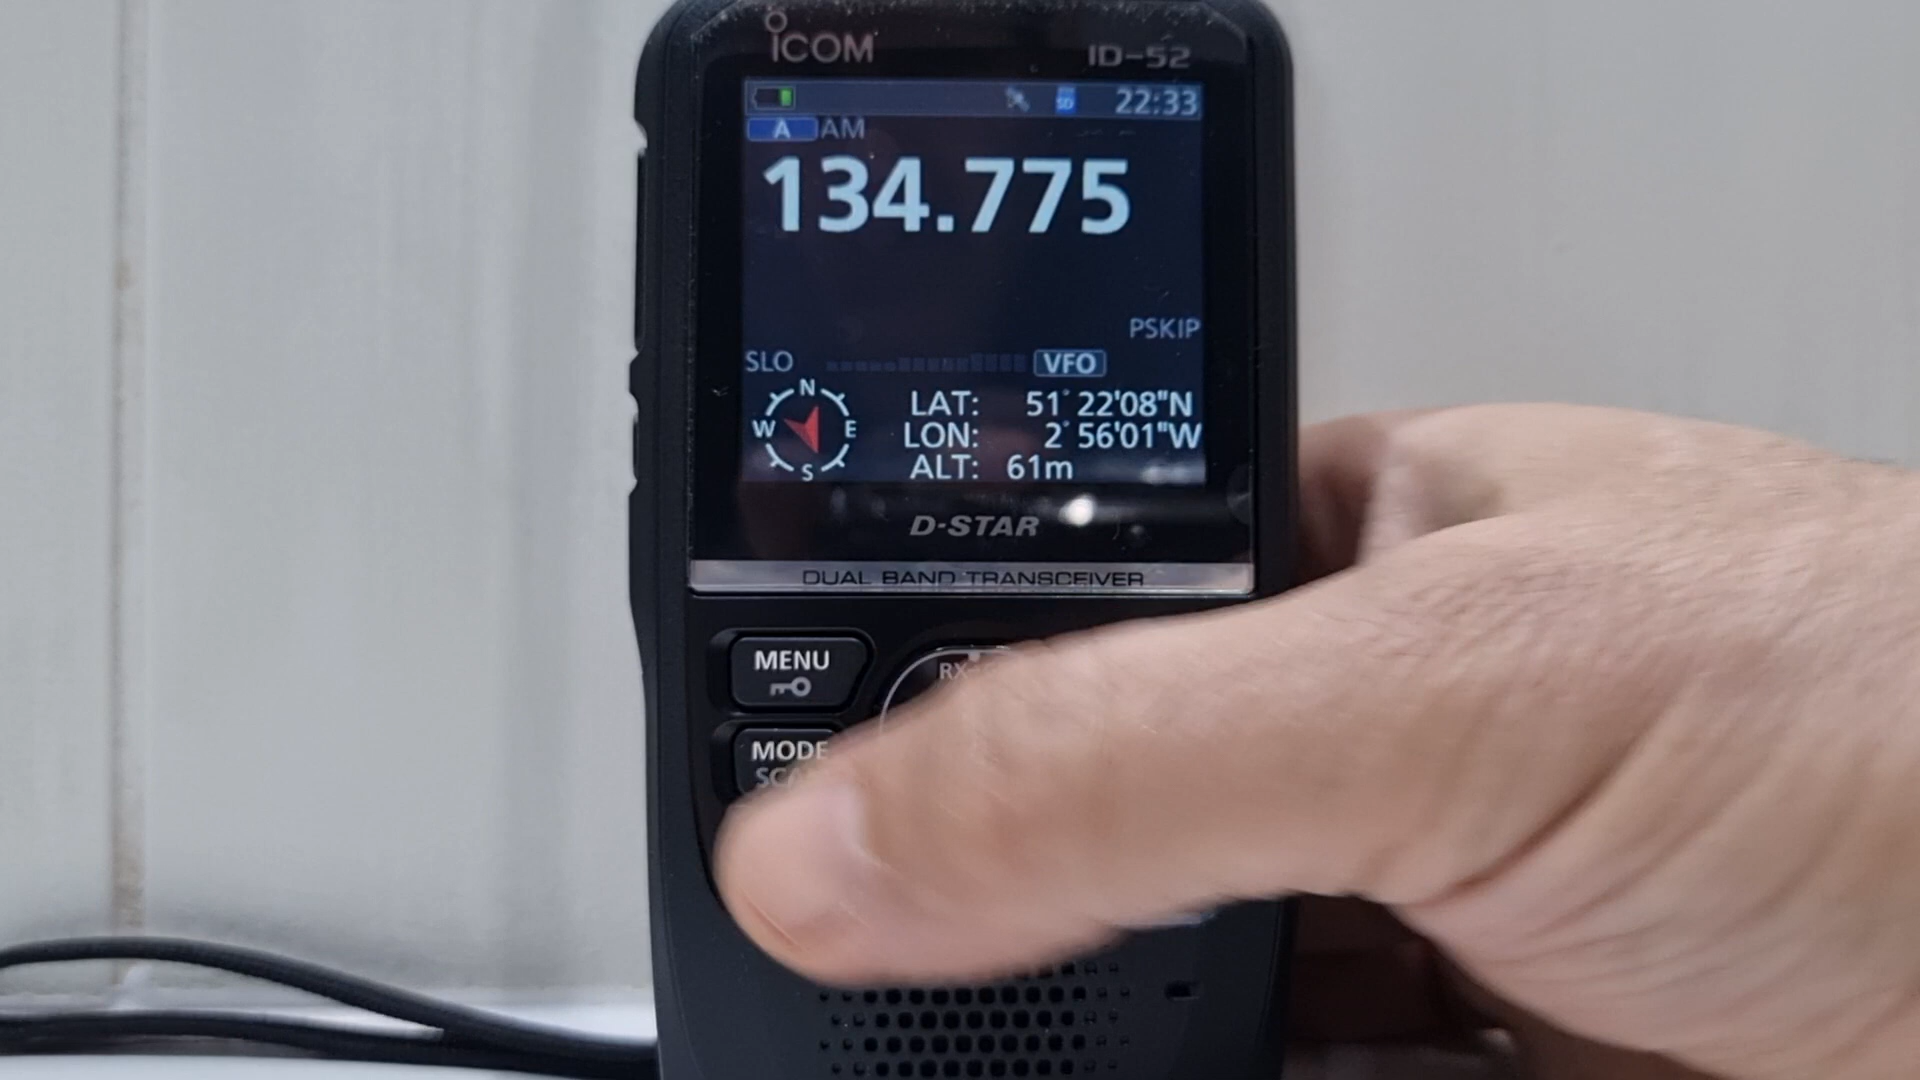 iCOM ID-52
SD 22:33
A AM
134.775
PSKIP
SLO VFO
N
W E
S
LAT: 51°22'08"N
LON: 2°56'01"W
ALT: 61m
D-STAR
DUAL BAND TRANSCEIVER
MENU
MODE